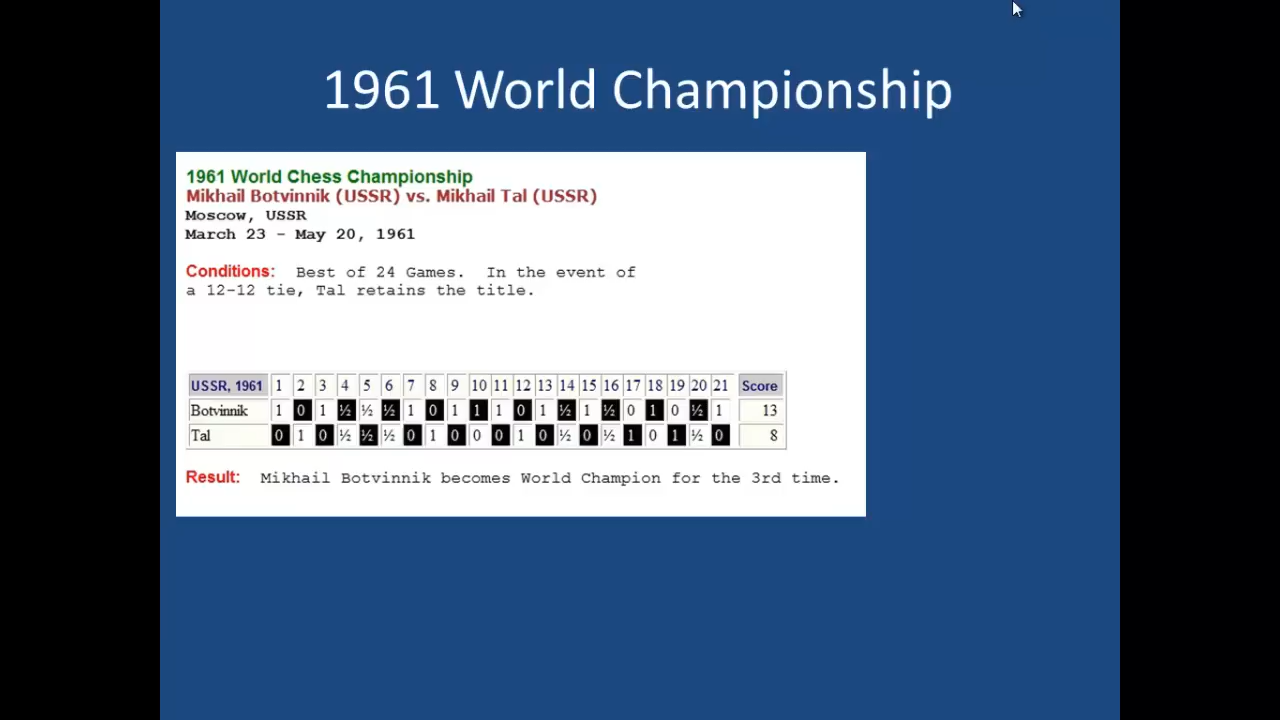 1961 World Championship
1961 World Chess Championship
Mikhail Botvinnik (USSR) vs. Mikhail Tal (USSR)
Moscow, USSR
March 23 - May 20, 1961
Conditions: Best of 24 Games. In the event of
a 12-12 tie, Tal retains the title.
USSR, 1961 1 2 3 4 5 6 7 8 9 10 11 12 13 14 15 16 17 18 19 20 21 Score
Botvinnik 1 0 1 ½ ½ ½ 1 0 1 1 1 0 1 ½ 1 ½ 0 1 0 ½ 1 13
Tal 0 1 0 ½ ½ ½ 0 1 0 0 0 1 0 ½ 0 ½ 1 0 1 ½ 0 8
Result: Mikhail Botvinnik becomes World Champion for the 3rd time.